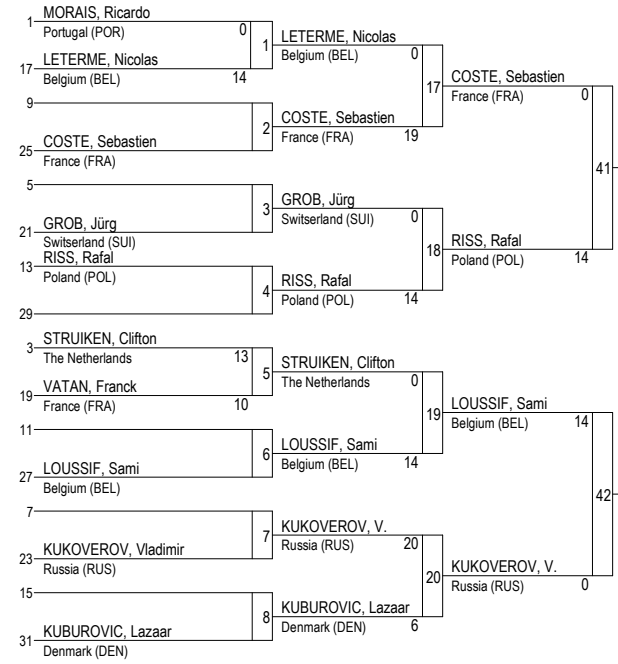 MORAIS, Ricardo
1
Portugal (POR) 0
1 LETERME, Nicolas
LETERME, Nicolas Belgium (BEL) 0
17
Belgium (BEL) 14
17 COSTE, Sebastien
France (FRA) 0
9
2 COSTE, Sebastien
COSTE, Sebastien France (FRA) 19
25
France (FRA)
41
5
3 GROB, Jürg
GROB, Jürg Switserland (SUI) 0
21
Switserland (SUI)
18 RISS, Rafal
RISS, Rafal Poland (POL) 14
13
Poland (POL)
4 RISS, Rafal
Poland (POL) 14
29
STRUIKEN, Clifton
3
The Netherlands 13
5 STRUIKEN, Clifton
VATAN, Franck The Netherlands 0
19
France (FRA) 10
19 LOUSSIF, Sami
Belgium (BEL) 14
11
6 LOUSSIF, Sami
LOUSSIF, Sami Belgium (BEL) 14
27
Belgium (BEL)
42
7
7 KUKOVEROV, V.
KUKOVEROV, Vladimir Russia (RUS) 20
23
Russia (RUS)
20 KUKOVEROV, V.
Russia (RUS) 0
15
8 KUBUROVIC, Lazaar
KUBUROVIC, Lazaar Denmark (DEN) 6
31
Denmark (DEN)